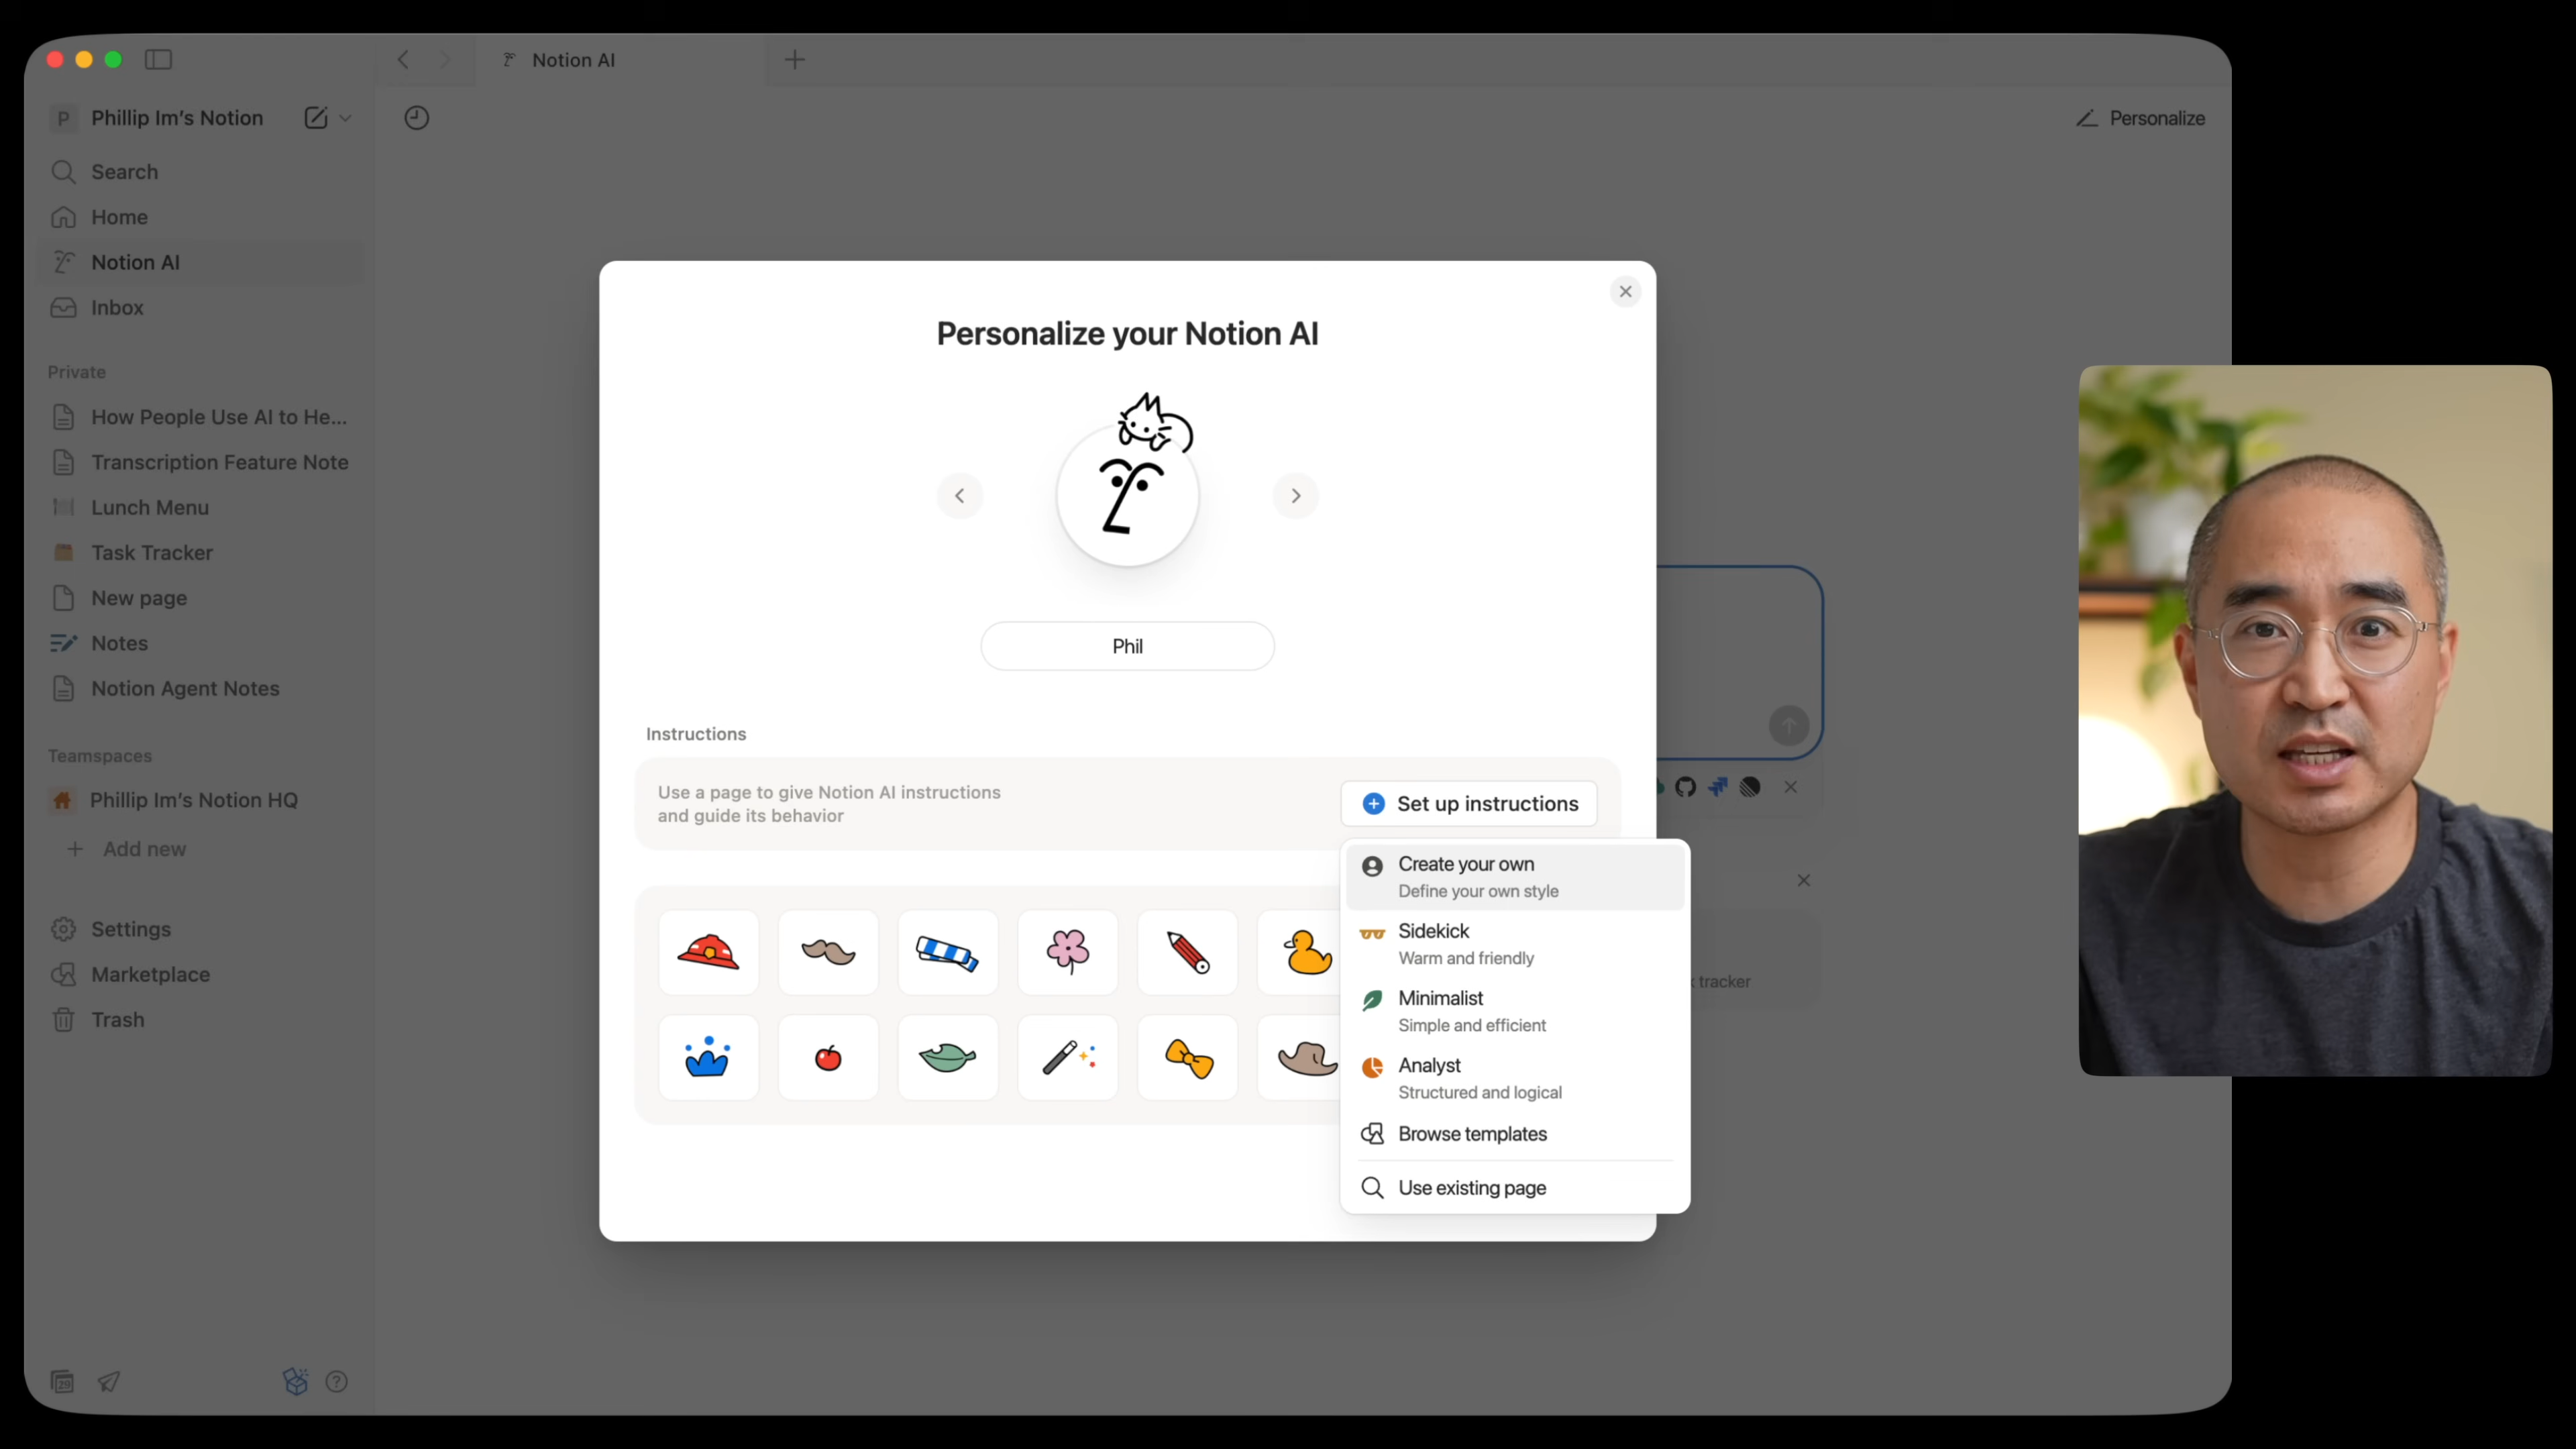 Notion AI
Phillip Im's Notion
Personalize
Search
Home
Notion AI
Inbox
Private
How People Use AI to He...
Transcription Feature Note
Lunch Menu
Task Tracker
New page
Notes
Notion Agent Notes
Teamspaces
Phillip Im's Notion HQ
Add new
Settings
Marketplace
Trash
29
Personalize your Notion AI
Phil
Instructions
Use a page to give Notion AI instructions
and guide its behavior
Set up instructions
Create your own
Define your own style
Sidekick
Warm and friendly
Minimalist
Simple and efficient
Analyst
Structured and logical
Browse templates
Use existing page
tracker